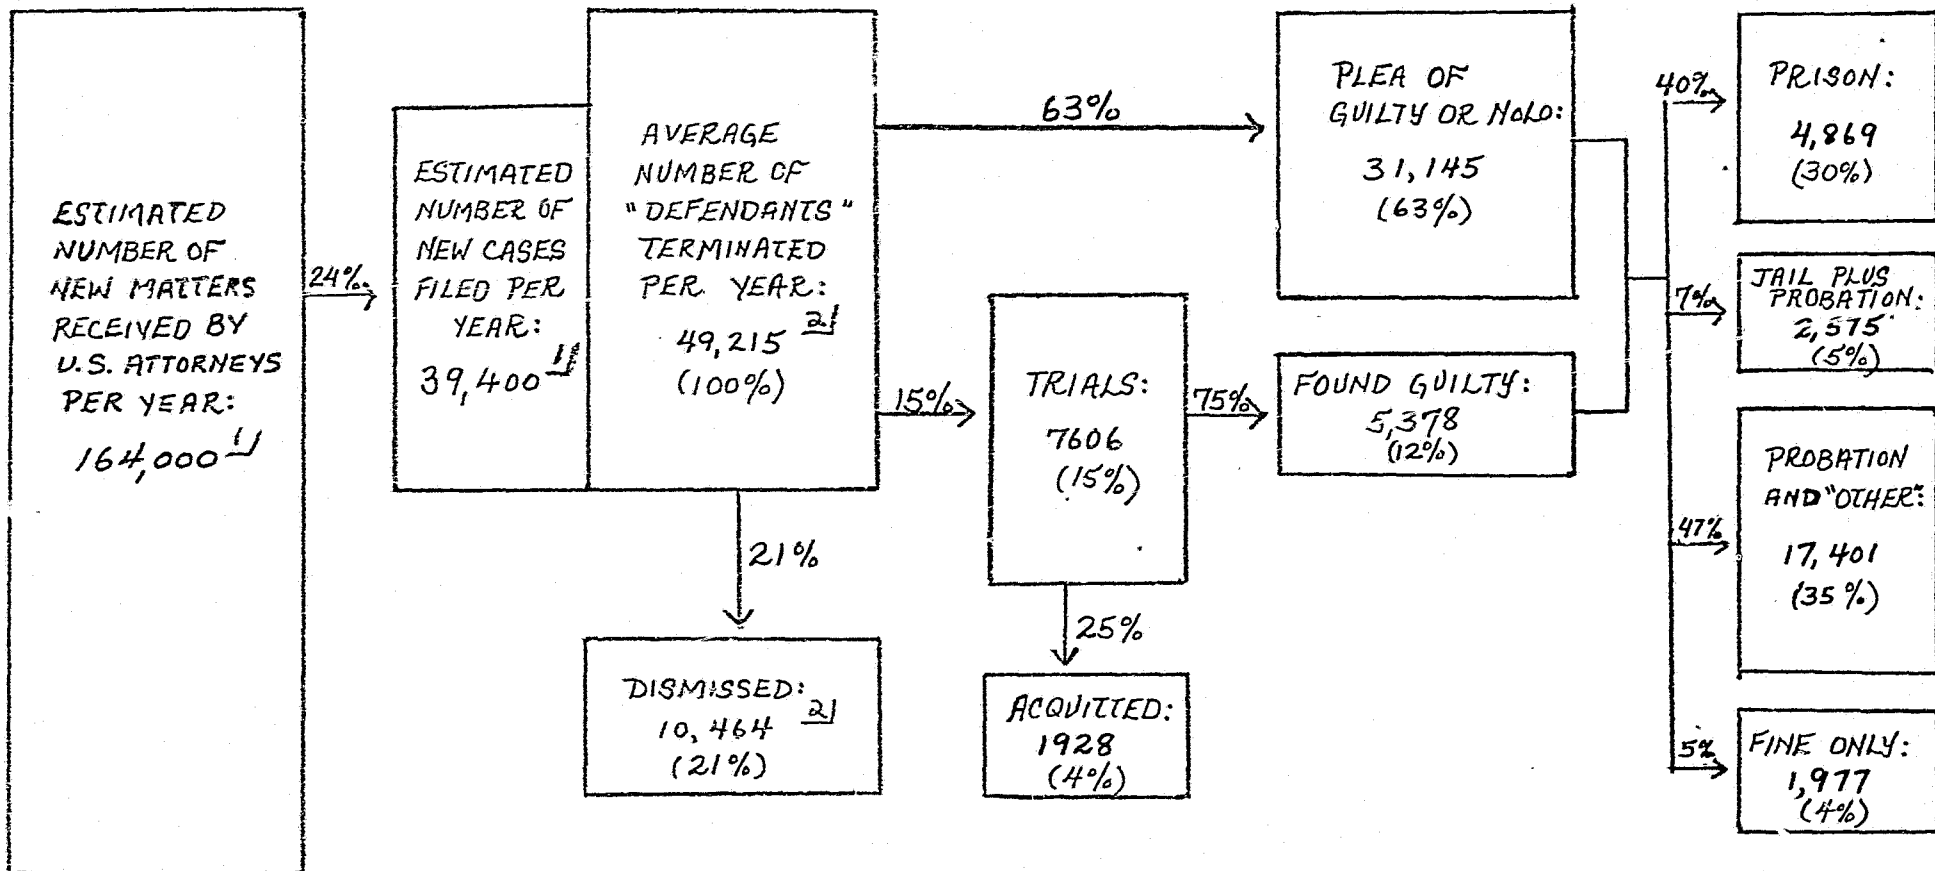 ESTIMATED
NUMBER OF
NEW MATTERS
RECEIVED BY
U.S. ATTORNEYS
PER YEAR:
164,000 1/
24%
ESTIMATED
NUMBER OF
NEW CASES
FILED PER
YEAR:
39,400 1/
AVERAGE
NUMBER OF
"DEFENDANTS"
TERMINATED
PER YEAR:
49,215 2/
(100%)
21%
DISMISSED:
10,464 2/
(21%)
63%
15%
TRIALS:
7606
(15%)
25%
ACQUITTED:
1928
(4%)
75%
PLEA OF
GUILTY OR NOLO:
31,145
(63%)
FOUND GUILTY:
5,378
(12%)
40%
PRISON:
4,869
(30%)
7%
JAIL PLUS
PROBATION:
2,575
(5%)
47%
PROBATION
AND "OTHER":
17,401
(35%)
5%
FINE ONLY:
1,977
(4%)